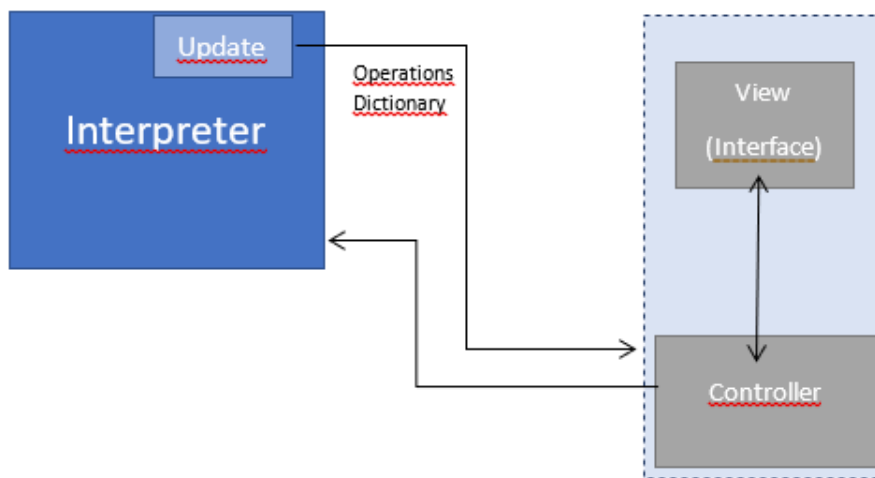 Update
Interpreter
Operations
Dictionary
View
(Interface)
Controller